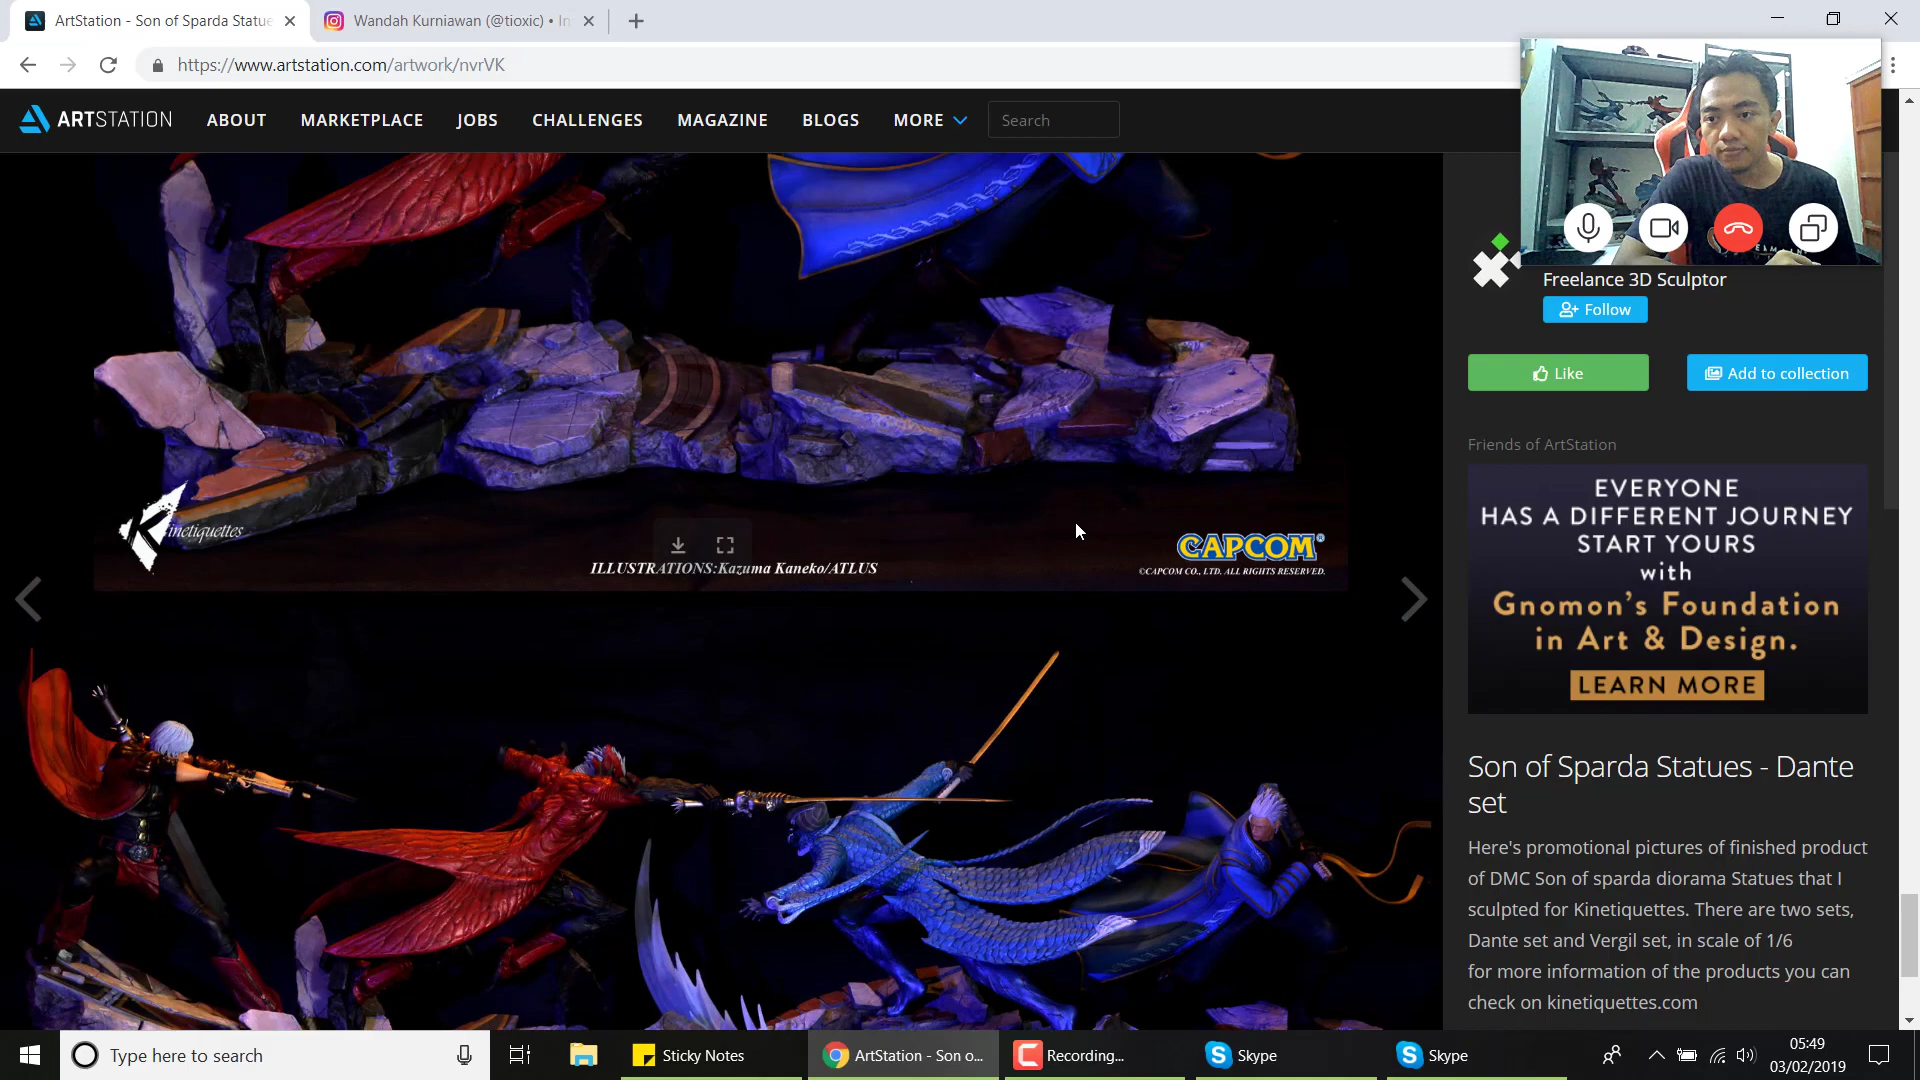 ArtStation - Son of Sparda Statue
Wandah Kurniawan (@tioxic) • In
https://www.artstation.com/artwork/nvrVK
ARTSTATION
ABOUT
MARKETPLACE
JOBS
CHALLENGES
MAGAZINE
BLOGS
MORE
Search
Freelance 3D Sculptor
Follow
Like
Add to collection
Friends of ArtStation
EVERYONE
HAS A DIFFERENT JOURNEY
START YOURS
with
Gnomon's Foundation
in Art & Design.
LEARN MORE
Kinetiquettes
ILLUSTRATIONS:Kazuma Kaneko/ATLUS
CAPCOM®
©CAPCOM CO., LTD. ALL RIGHTS RESERVED.
Son of Sparda Statues - Dante
set
Here's promotional pictures of finished product
of DMC Son of sparda diorama Statues that I
sculpted for Kinetiquettes. There are two sets,
Dante set and Vergil set, in scale of 1/6
for more information of the products you can
check on kinetiquettes.com
Type here to search
Sticky Notes
ArtStation - Son o...
Recording...
Skype
Skype
05:49
03/02/2019